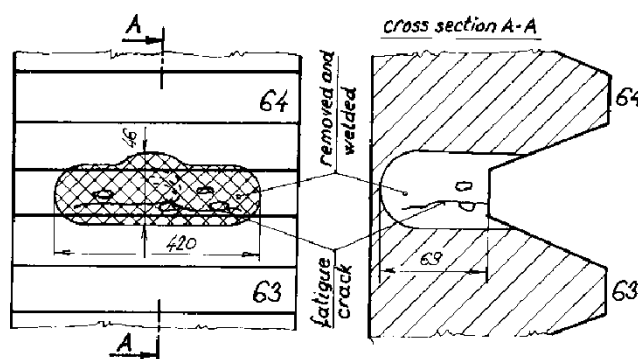 A
cross section A-A
64
64
46
removed and
welded
420
69
fatigue
crack
63
63
A